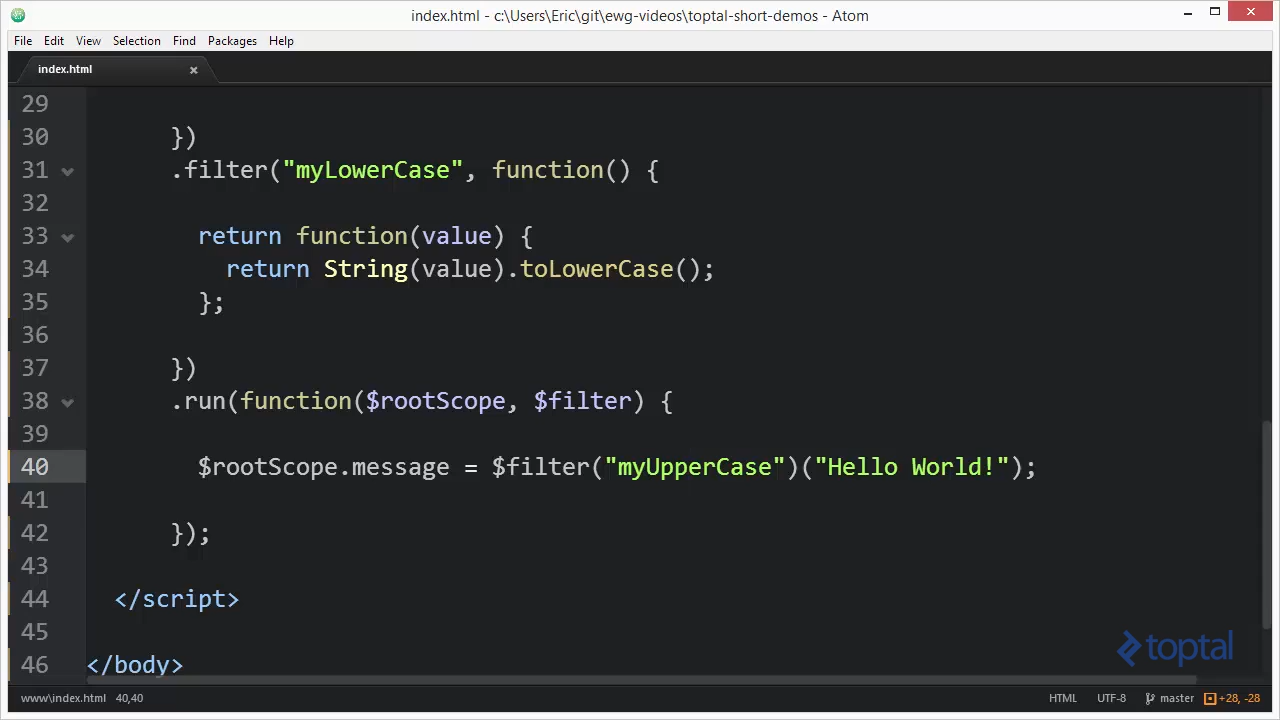 index.html - c:\Users\Eric\git\ewg-videos\toptal-short-demos - Atom
File Edit View Selection Find Packages Help
index.html
29
30 })
31 .filter("myLowerCase", function() {
32
33 return function(value) {
34 return String(value).toLowerCase();
35 };
36
37 })
38 .run(function($rootScope, $filter) {
39
40 $rootScope.message = $filter("myUpperCase")("Hello World!");
41
42 });
43
44 </script>
45
46 </body>
toptal
www\index.html 40,40 HTML UTF-8 master +28, -28